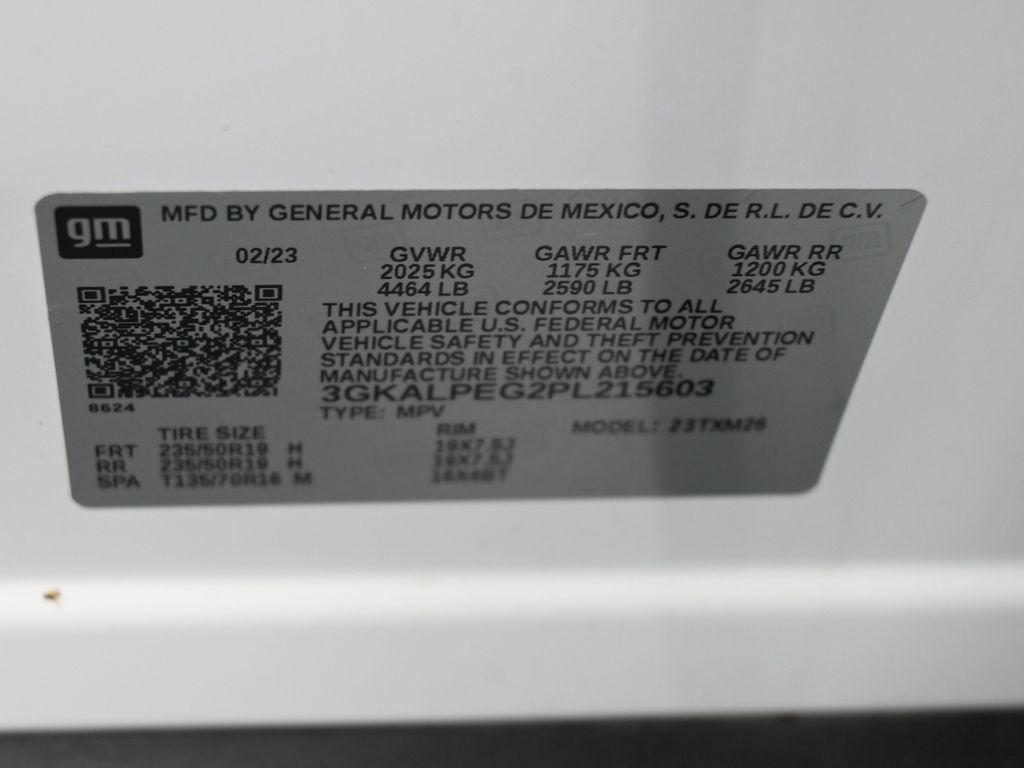 gm
MFD BY GENERAL MOTORS DE MEXICO, S. DE R.L. DE C.V.
02/23 GVWR GAWR FRT GAWR RR
2025 KG 1175 KG 1200 KG
4464 LB 2590 LB 2645 LB
THIS VEHICLE CONFORMS TO ALL
APPLICABLE U.S. FEDERAL MOTOR
VEHICLE SAFETY AND THEFT PREVENTION
STANDARDS IN EFFECT ON THE DATE OF
MANUFACTURE SHOWN ABOVE.
3GKALPEG2PL215603
8624
TYPE: MPV
TIRE SIZE RIM MODEL: 23TXM26
FRT 235/50R19 H 19X7.5J
RR 235/50R19 H 19X7.5J
SPA T135/70R16 M 16X4BT